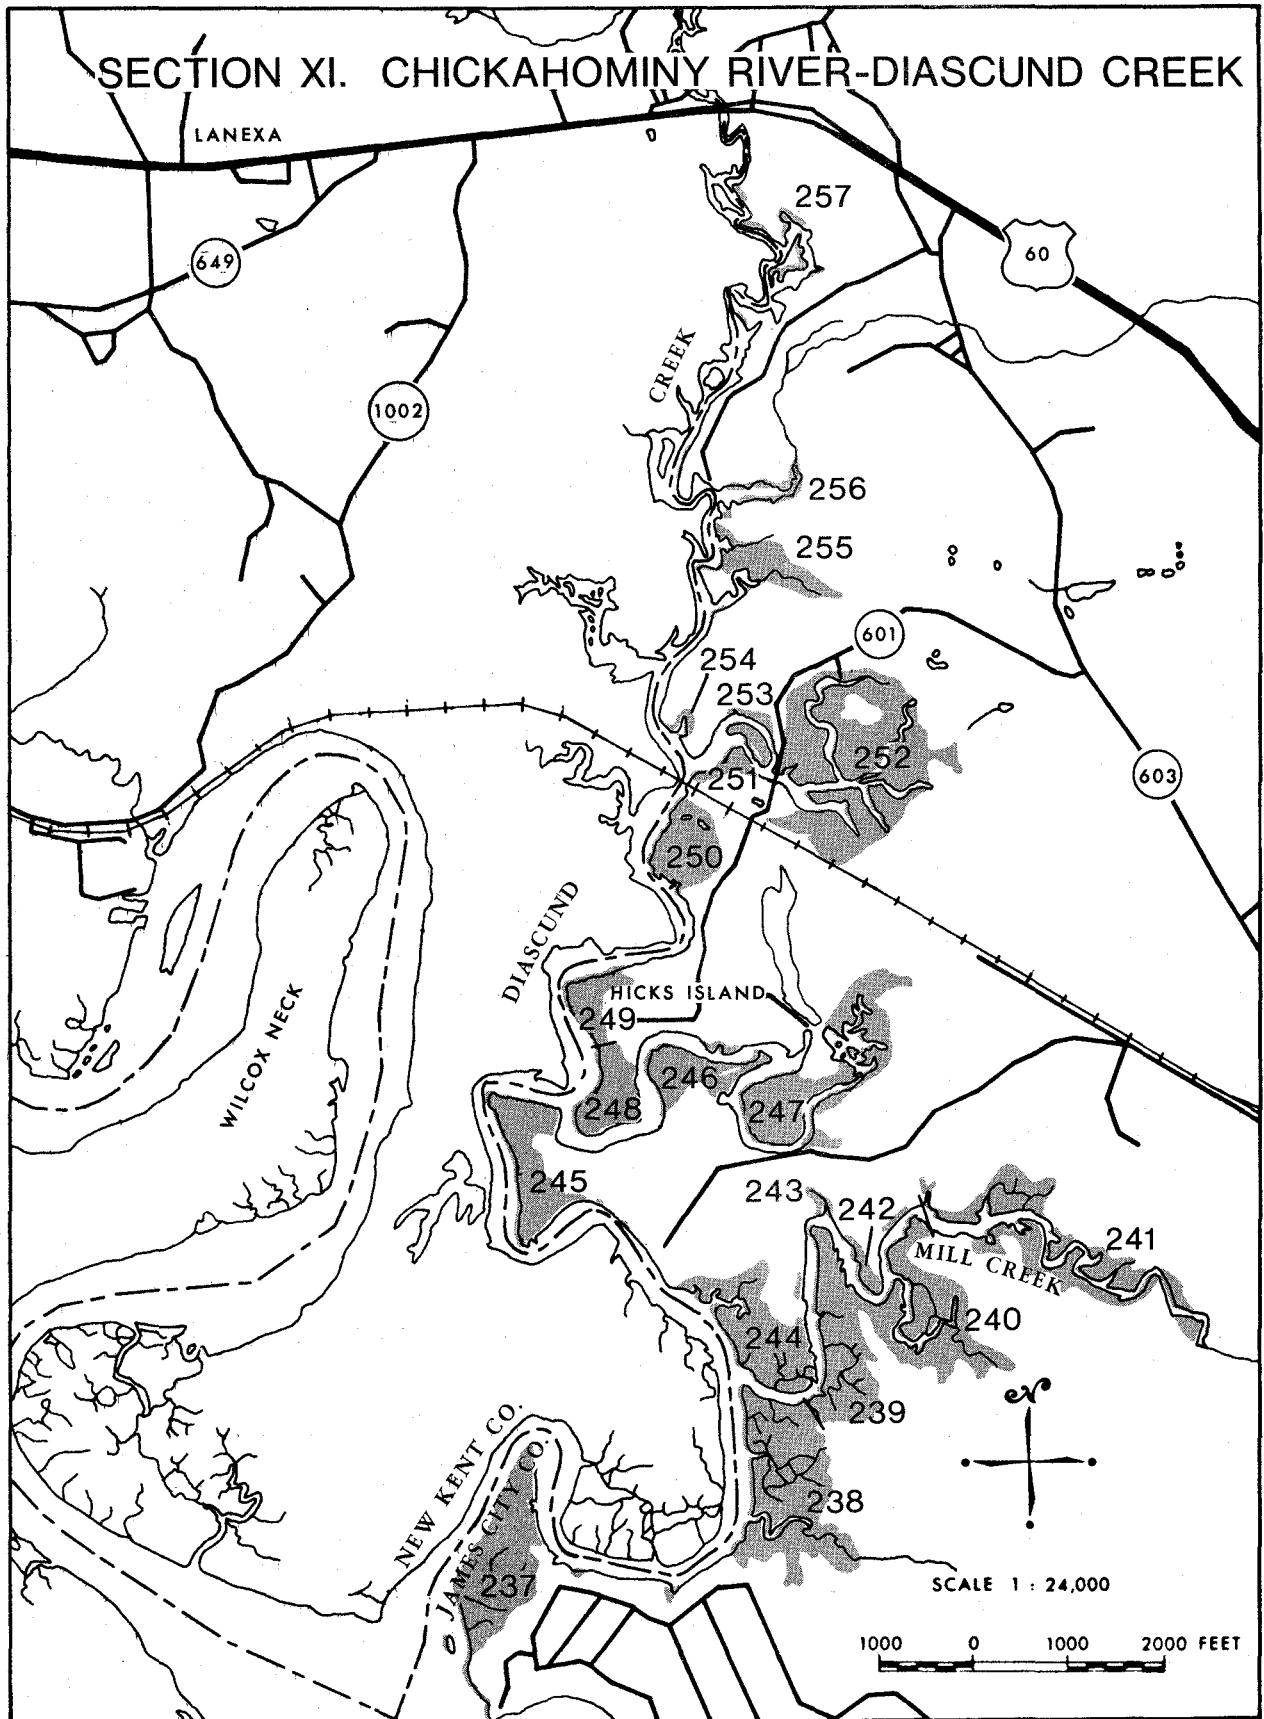 SECTION XI. CHICKAHOMINY RIVER-DIASCUND CREEK
LANEXA
257
649
60
CREEK
1002
256
255
601
254
253
252
251
603
250
DIASCUND
HICKS ISLAND
249
WILCOX NECK
246
248
247
245
243
242
241
MILL CREEK
240
244
N
239
NEW KENT CO.
JAMES CITY CO.
238
237
SCALE 1 : 24,000
1000 0 1000 2000 FEET